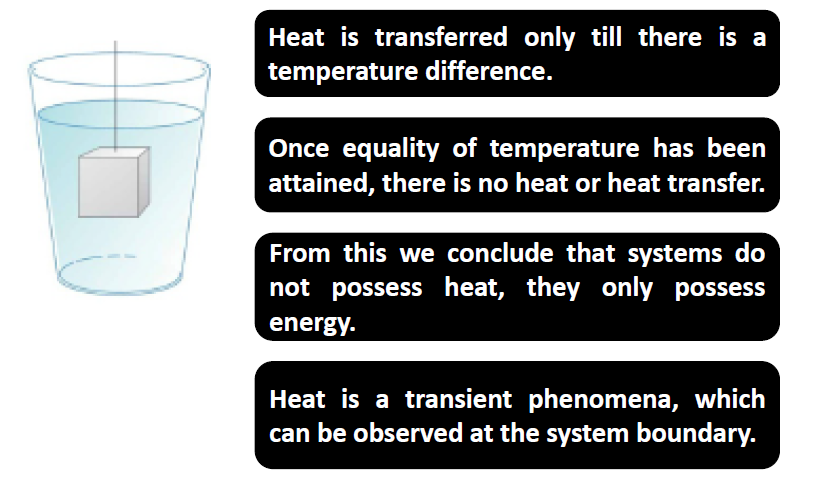 Heat is transferred only till there is a
temperature difference.
Once equality of temperature has been
attained, there is no heat or heat transfer.
From this we conclude that systems do
not possess heat, they only possess
energy.
Heat is a transient phenomena, which
can be observed at the system boundary.